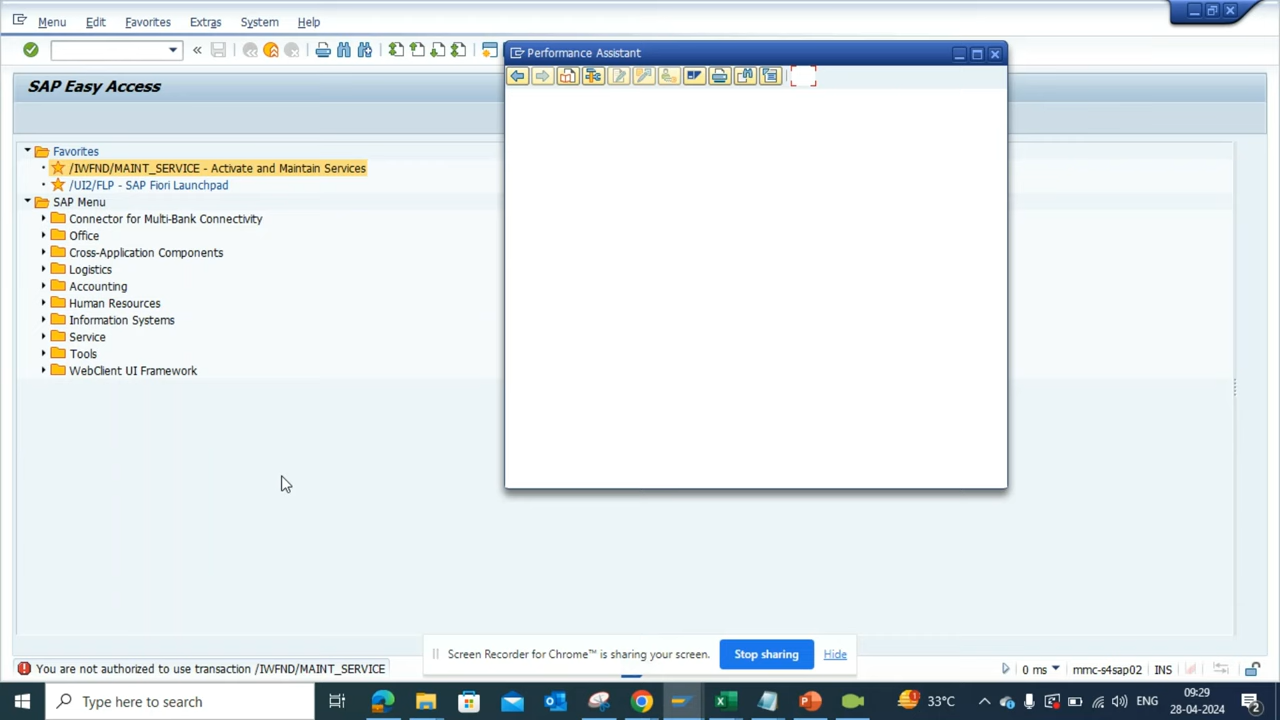 Menu Edit Favorites Extras System Help
SAP Easy Access
Performance Assistant
Favorites
/IWFND/MAINT_SERVICE - Activate and Maintain Services
/UI2/FLP - SAP Fiori Launchpad
SAP Menu
Connector for Multi-Bank Connectivity
Office
Cross-Application Components
Logistics
Accounting
Human Resources
Information Systems
Service
Tools
WebClient UI Framework
Screen Recorder for Chrome™ is sharing your screen. Stop sharing Hide
You are not authorized to use transaction /IWFND/MAINT_SERVICE 0 ms mmc-s4sap02 INS
Type here to search 33°C ENG 09:29
28-04-2024 2